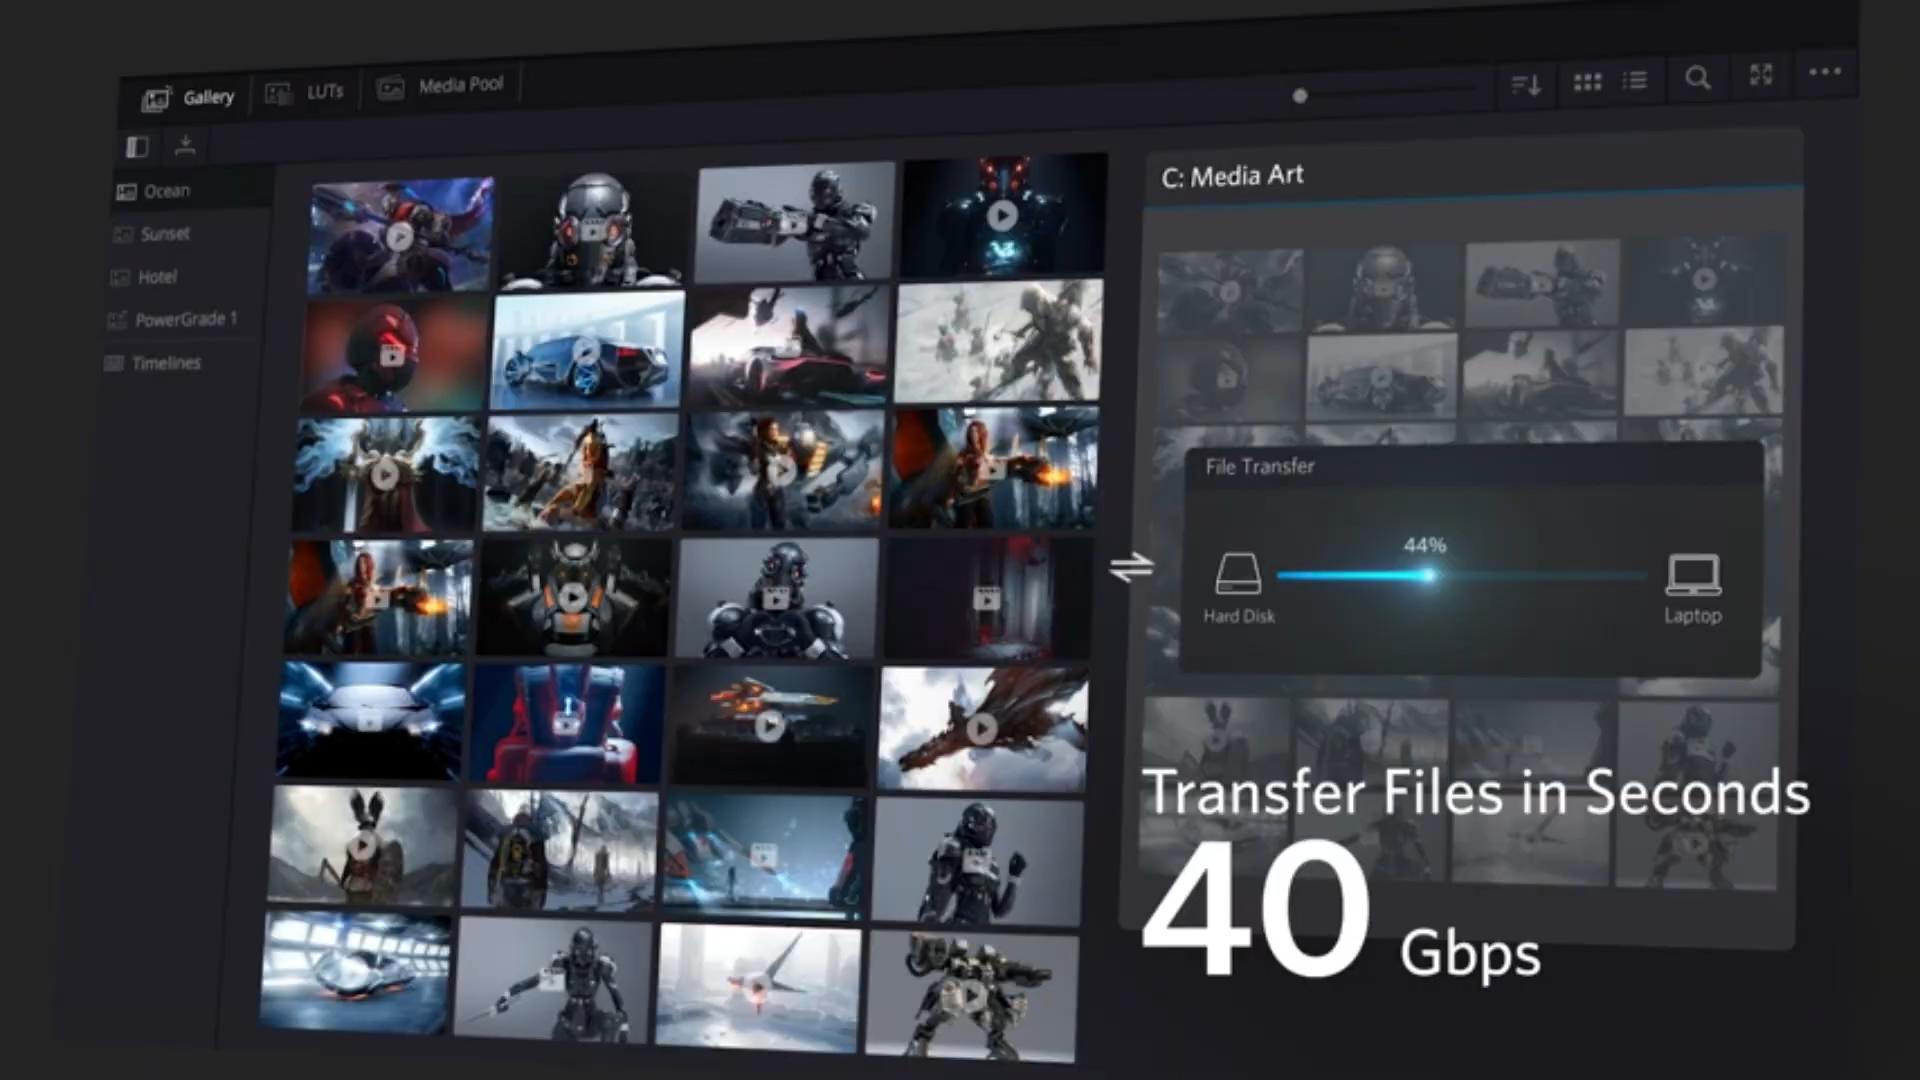 Gallery
LUTs
Media Pool
Ocean
Sunset
Hotel
PowerGrade 1
Timelines
C: Media Art
File Transfer
44%
Hard Disk
Laptop
Transfer Files in Seconds
40 Gbps